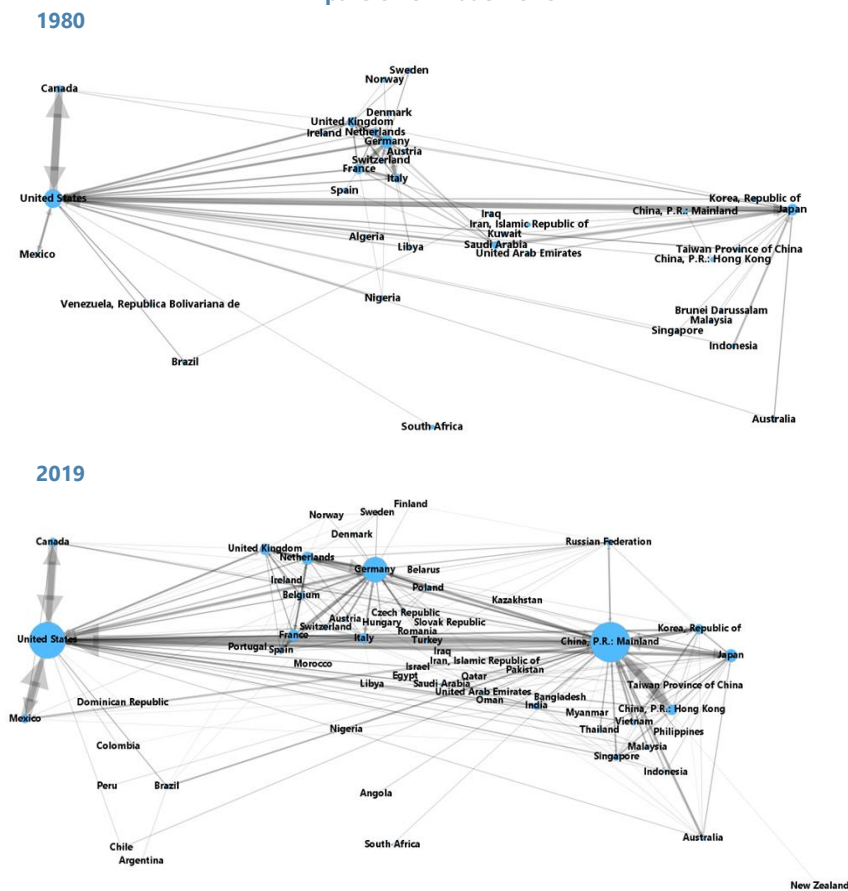 1980
Sweden
Norway
Canada
Denmark
United Kingdom
Ireland Netherlands
Germany
Austria
Switzerland
France
Italy
Spain
United States
Korea, Republic of
China, P.R.: Mainland
Japan
Iraq
Iran, Islamic Republic of
Kuwait
Algeria
Libya
Saudi Arabia
United Arab Emirates
Taiwan Province of China
China, P.R.: Hong Kong
Mexico
Nigeria
Venezuela, Republica Bolivariana de
Brunei Darussalam
Malaysia
Singapore
Indonesia
Brazil
Australia
South Africa
2019
Finland
Sweden
Norway
Denmark
Canada
Russian Federation
United Kingdom
Netherlands
Germany
Belarus
Ireland
Poland
Belgium
Kazakhstan
Czech Republic
Austria
Hungary
Slovak Republic
Switzerland
Romania
Korea, Republic of
France
Italy
Turkey
United States
China, P.R.: Mainland
Portugal
Spain
Iraq
Japan
Iran, Islamic Republic of
Morocco
Israel
Pakistan
Egypt
Qatar
Libya
Saudi Arabia
Taiwan Province of China
United Arab Emirates
Bangladesh
Oman
India
Dominican Republic
China, P.R.: Hong Kong
Myanmar
Mexico
Vietnam
Nigeria
Thailand
Philippines
Colombia
Malaysia
Singapore
Indonesia
Peru
Brazil
Angola
Australia
Chile
South Africa
Argentina
New Zealand